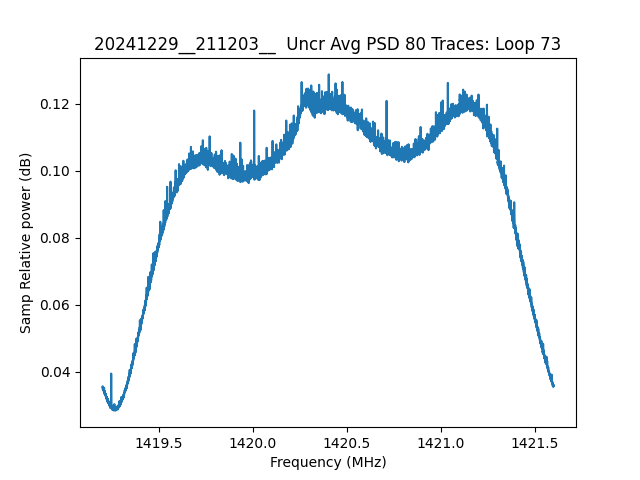 20241229__211203__  Uncr Avg PSD 80 Traces: Loop 73
0.12
0.10
0.08
0.06
0.04
Samp Relative power (dB)
1419.5 1420.0 1420.5 1421.0 1421.5
Frequency (MHz)